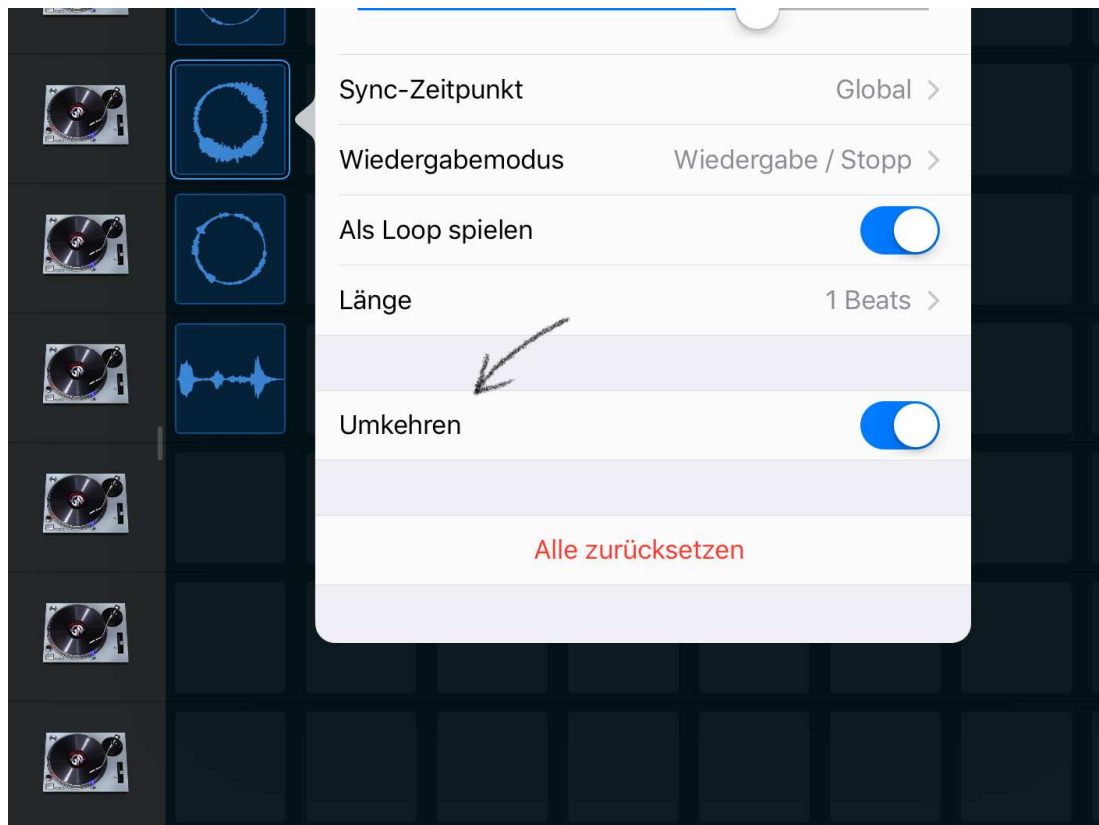 Sync-Zeitpunkt Global
Wiedergabemodus Wiedergabe / Stopp
Als Loop spielen
Länge 1 Beats
Umkehren
Alle zurücksetzen